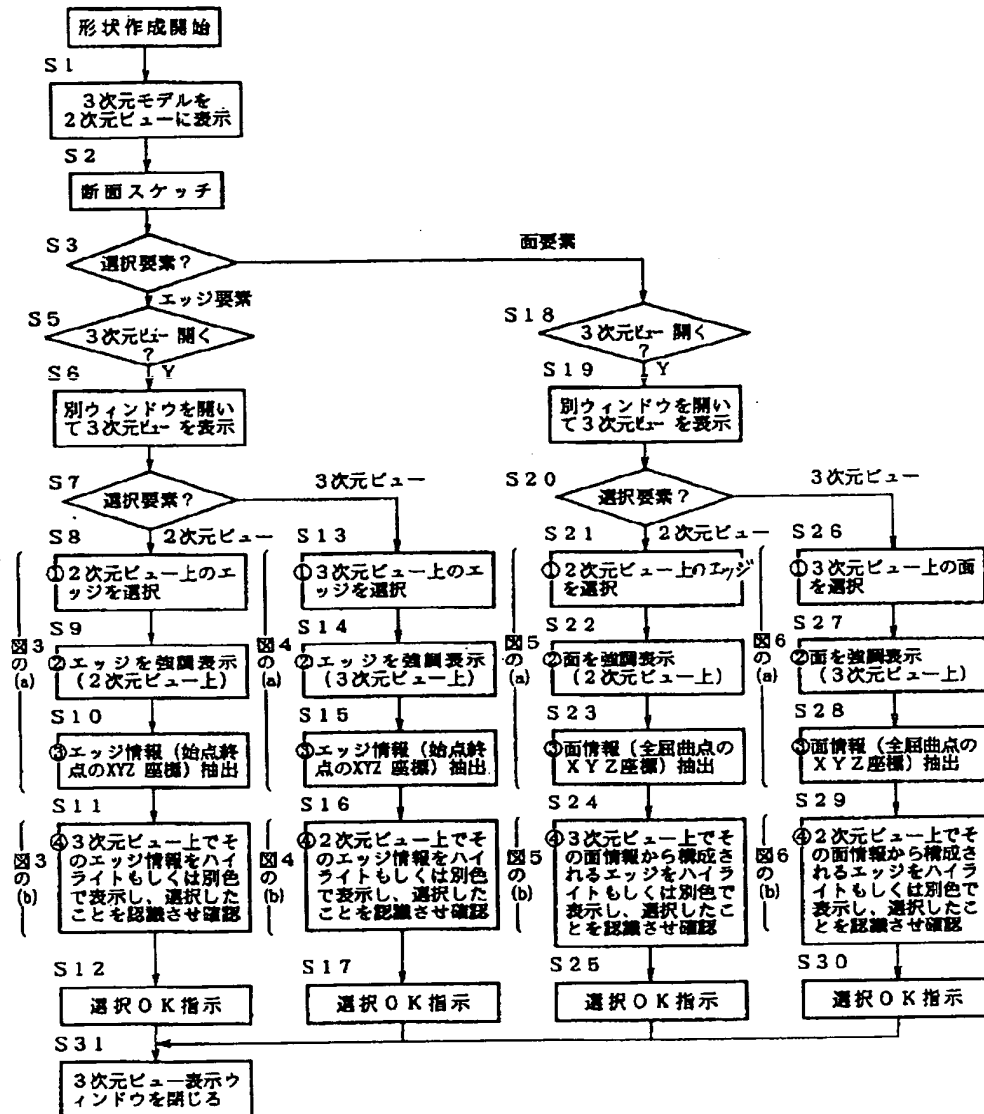 形状作成開始
S1
3次元モデルを
2次元ビューに表示
S2
断面スケッチ
S3
選択要素?
面要素
エッジ要素
S5
3次元ビュー 開く
?
Y
S6
別ウィンドウを開い
て3次元ビュー を表示
S7
選択要素?
3次元ビュー
2次元ビュー
S8
①2次元ビュー上のエ
ッジを選択
S9
②エッジを強調表示
(2次元ビュー上)
S10
③エッジ情報(始点終
点のXYZ 座標)抽出
図3
の
(a)
S11
④3次元ビュー上でそ
のエッジ情報をハイ
ライトもしくは別色
で表示し、選択した
ことを認識させ確認
図3
の
(b)
S12
選択OK指示
S13
①3次元ビュー上のエ
ッジを選択
S14
②エッジを強調表示
(3次元ビュー上)
S15
③エッジ情報(始点終
点のXYZ 座標)抽出
図4
の
(a)
S16
④2次元ビュー上でそ
のエッジ情報をハイ
ライトもしくは別色
で表示し、選択した
ことを認識させ確認
図4
の
(b)
S17
選択OK指示
S18
3次元ビュー 開く
?
Y
S19
別ウィンドウを開い
て3次元ビュー を表示
S20
選択要素?
3次元ビュー
2次元ビュー
S21
①2次元ビュー上のエッジ
を選択
S22
②面を強調表示
(2次元ビュー上)
S23
③面情報(全屈曲点の
XYZ座標)抽出
図5
の
(a)
S24
④3次元ビュー上でそ
の面情報から構成さ
れるエッジをハイラ
イトもしくは別色で
表示し、選択したこ
とを認識させ確認
図5
の
(b)
S25
選択OK指示
S26
①3次元ビュー上の面
を選択
S27
②面を強調表示
(3次元ビュー上)
S28
③面情報(全屈曲点の
XYZ座標)抽出
図6
の
(a)
S29
④2次元ビュー上でそ
の面情報から構成さ
れるエッジをハイラ
イトもしくは別色で
表示し、選択したこ
とを認識させ確認
図6
の
(b)
S30
選択OK指示
S31
3次元ビュー表示ウ
ィンドウを閉じる